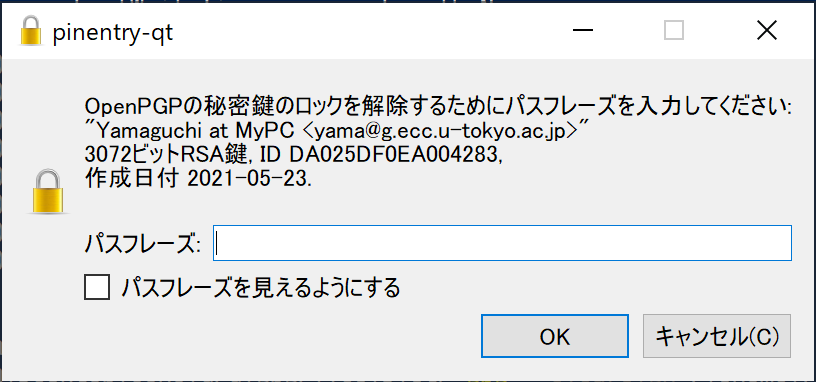 pinentry-qt
OpenPGPの秘密鍵のロックを解除するためにパスフレーズを入力してください:
"Yamaguchi at MyPC <yama@g.ecc.u-tokyo.ac.jp>"
3072ビットRSA鍵, ID DA025DF0EA004283,
作成日付 2021-05-23.
パスフレーズ:
パスフレーズを見えるようにする
OK キャンセル(C)